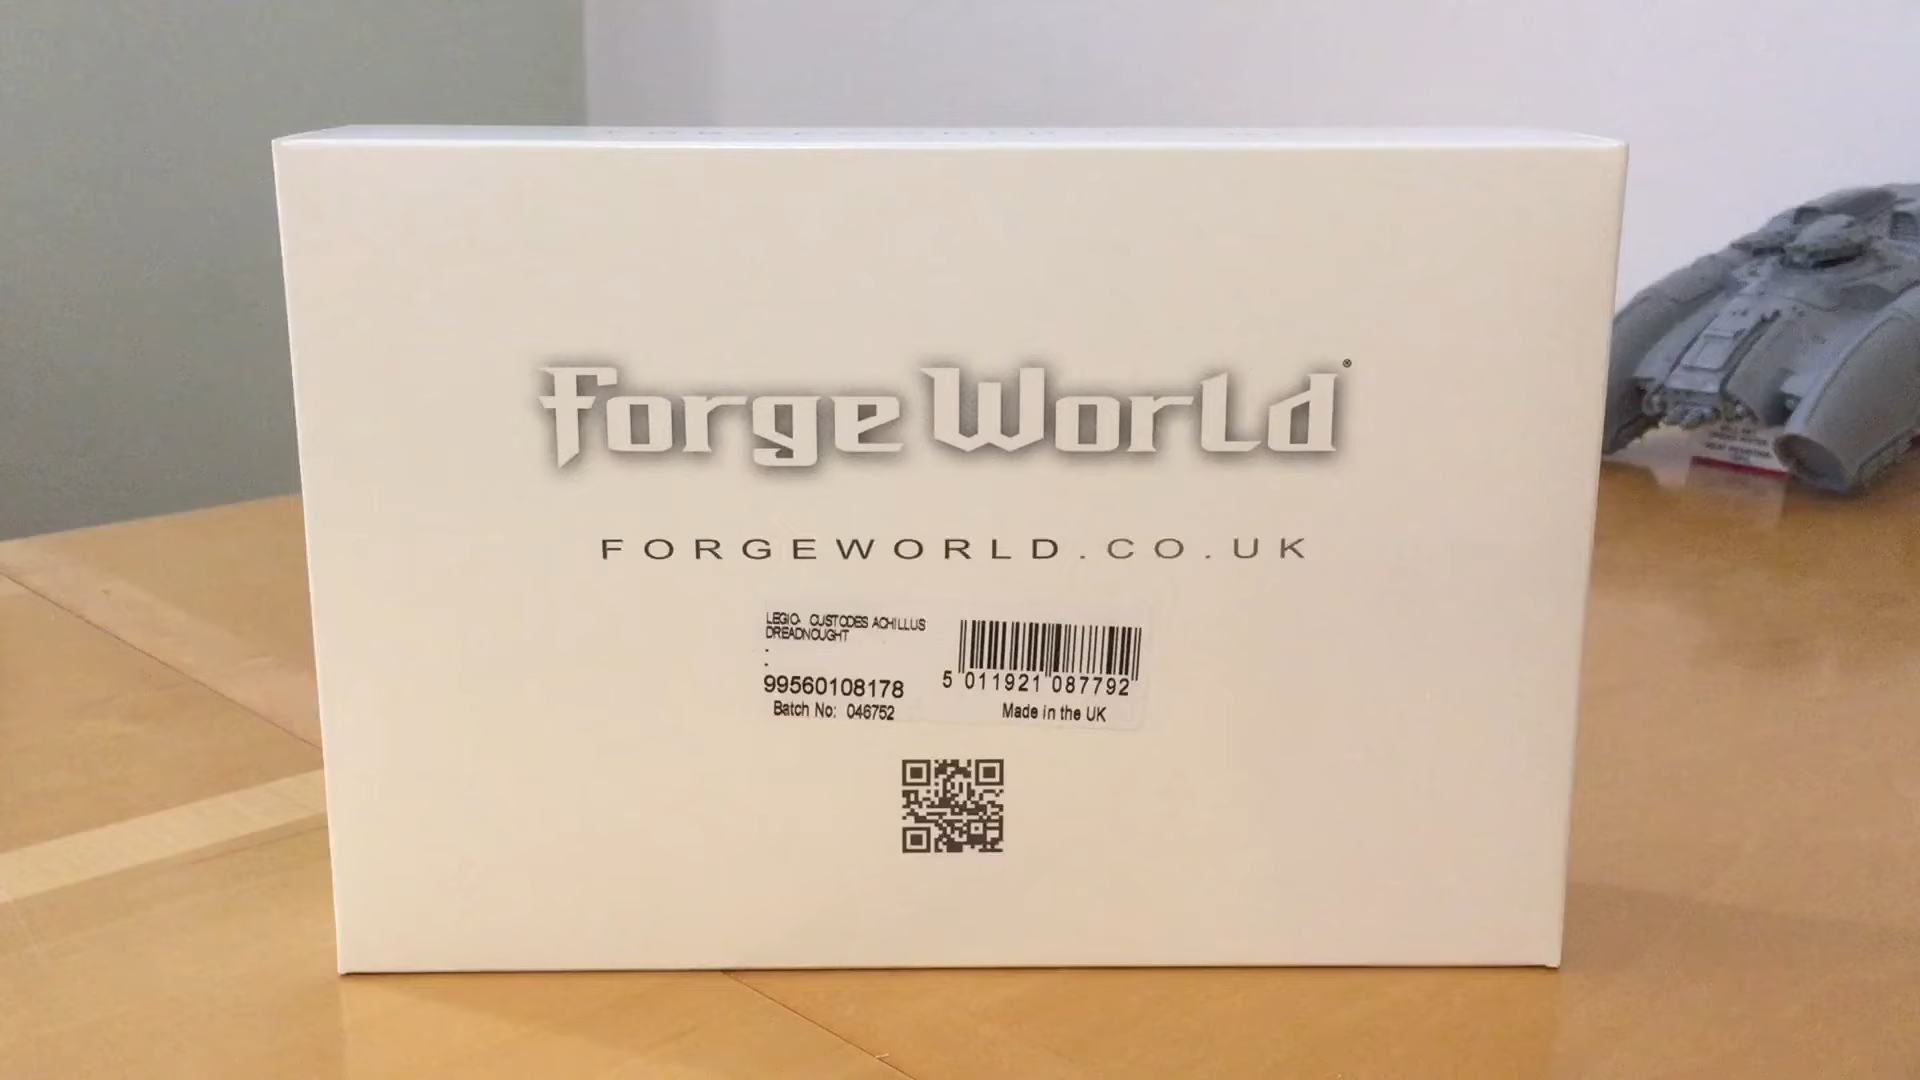 Forge World
FORGEWORLD.CO.UK
LEGIO- CUSTODES ACHILLUS
DREADNOUGHT
-
-
99560108178
Batch No: 046752
5 011921 087792
Made in the UK